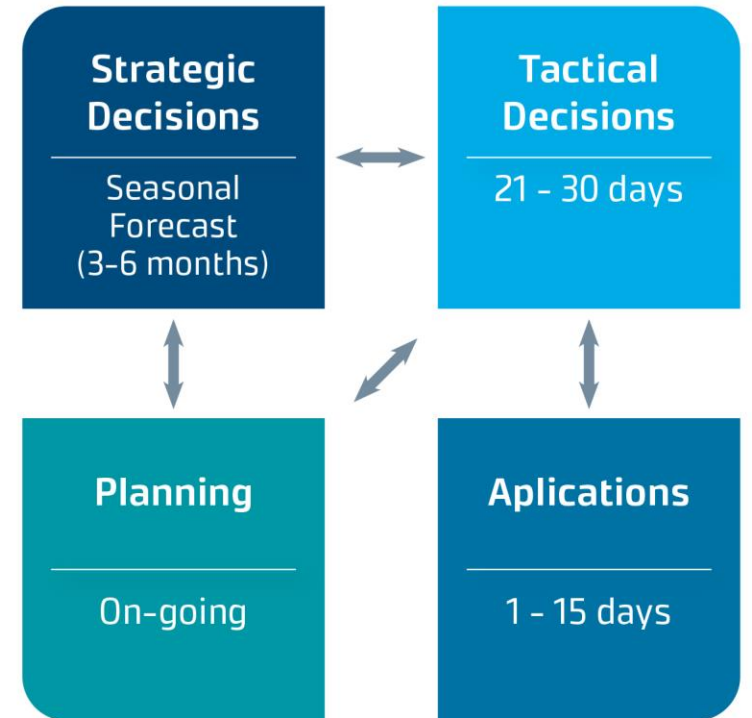 Strategic
Decisions
Seasonal
Forecast
(3-6 months)
Tactical
Decisions
21 - 30 days
Planning
On-going
Aplications
1 - 15 days